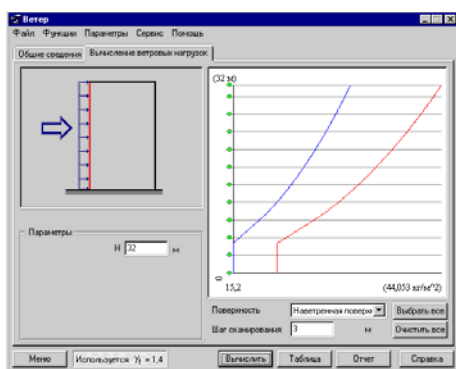 Ветер
Файл Функции Параметры Сервис Помощь
Общие сведения Вычисление ветровых нагрузок
(32 м)
Параметры
H 32 м
0
15,2 (44,053 кг/м^2)
Поверхность Наветренная поверхн Выбрать все
Шаг сканирования 3 м Очистить все
Меню Используется γf = 1,4 Вычислить Таблица Отчет Справка